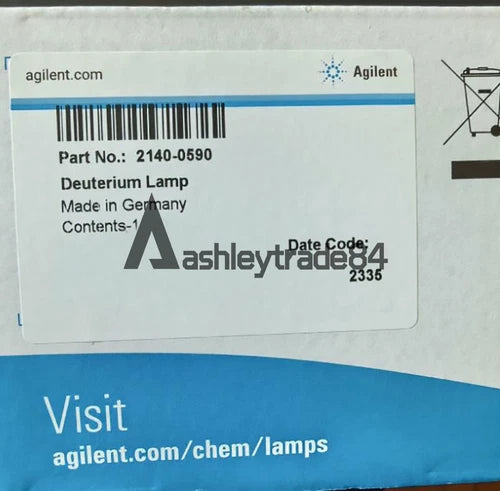 agilent.com
Agilent
Part No.: 2140-0590
Deuterium Lamp
Made in Germany
Contents-1
Aashleytrade84
Date Code:
2335
Visit
agilent.com/chem/lamps